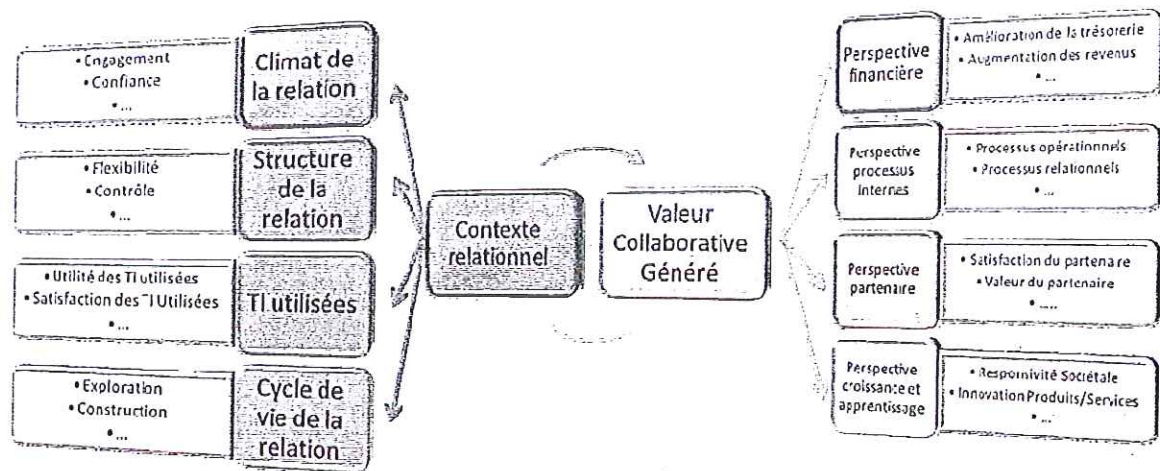 • Engagement
• Confiance
• ...
Climat de
la relation
• Flexibilité
• Contrôle
• ...
Structure
de la
relation
• Utilité des TI utilisées
• Satisfaction des TI Utilisées
• ...
TI utilisées
• Exploration
• Construction
• ...
Cycle de
vie de la
relation
Contexte
relationnel
Valeur
Collaborative
Généré
Perspective
financière
• Amélioration de la trésorerie
• Augmentation des revenus
• ...
Perspective
processus
Internes
• Processus opérationnels
• Processus relationnels
• ...
Perspective
partenaire
• Satisfaction du partenaire
• Valeur du partenaire
• .....
Perspective
croissance et
apprentissage
• Responsivité Sociétale
• Innovation Produits/Services
• ...